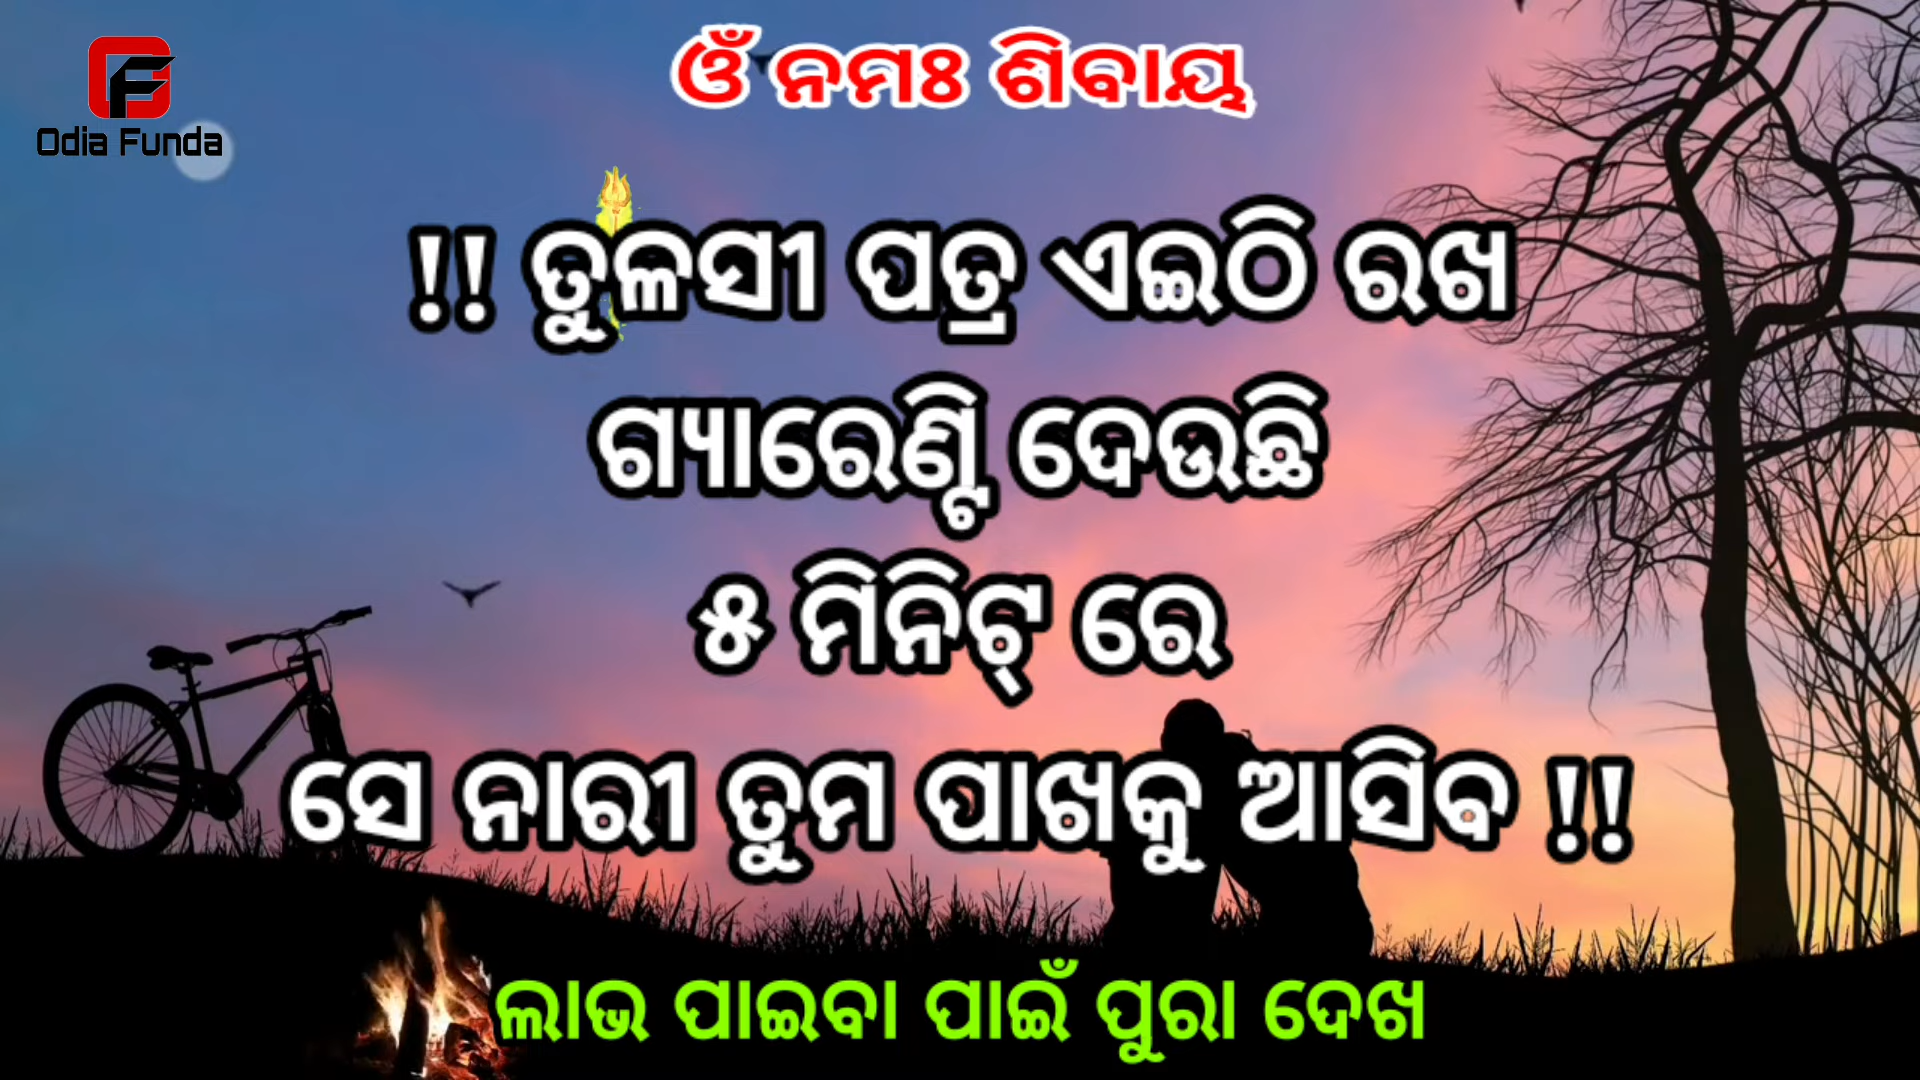 ଓଁ ନମଃ ଶିବାୟ
Odia Funda
!! ତୁଳସୀ ପତ୍ର ଏଇଠି ରଖ
ଗ୍ୟାରେଣ୍ଟି ଦେଉଛି
୫ ମିନିଟ୍ ରେ
ସେ ନାରୀ ତୁମ ପାଖକୁ ଆସିବ !!
ଲାଭ ପାଇବା ପାଇଁ ପୁରା ଦେଖ